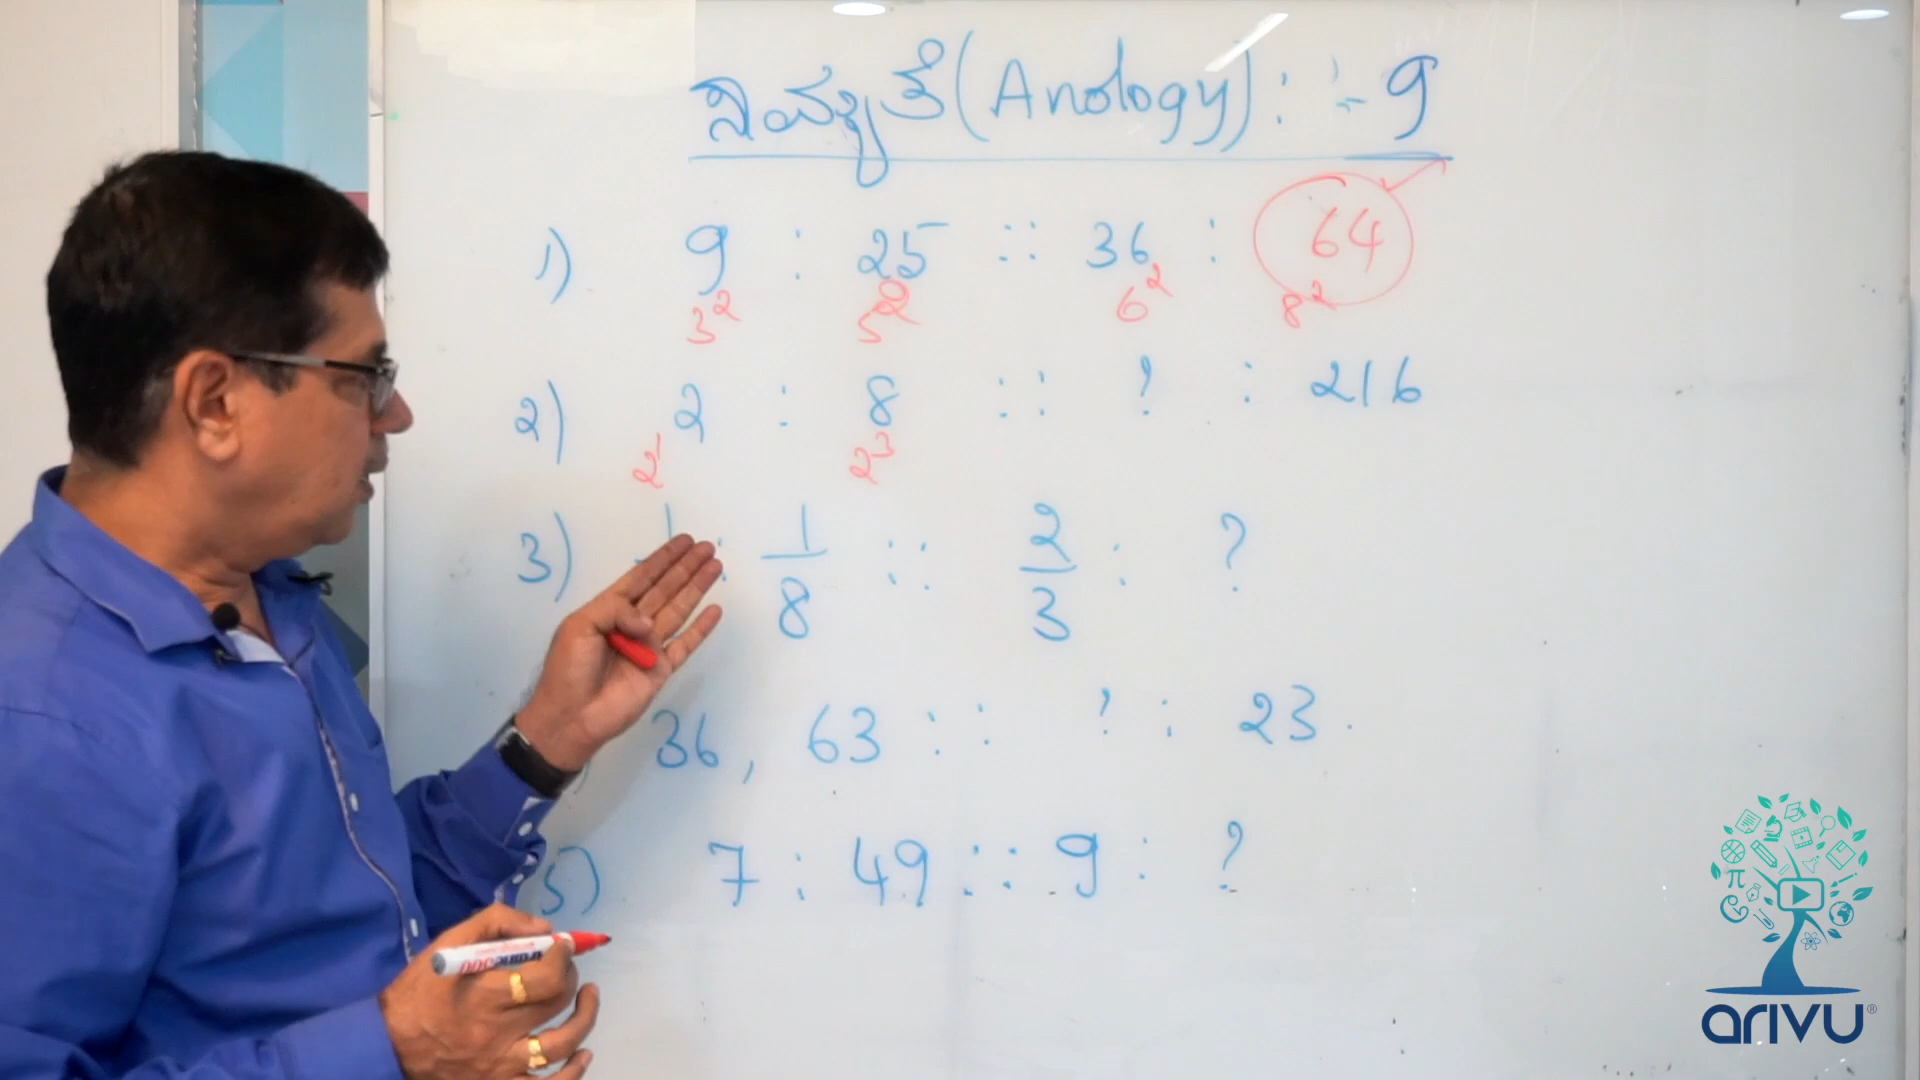 (Anology) : - 9
1) 9 : 25 :: 36 : 64
3² 5² 6² 8²
2) 2 : 8 :: ? : 216
2¹ 2³
3) 1 : 1/8 :: 2/3 : ?
36, 63 :: ? : 23.
5) 7 : 49 :: 9 : ?
arivu®